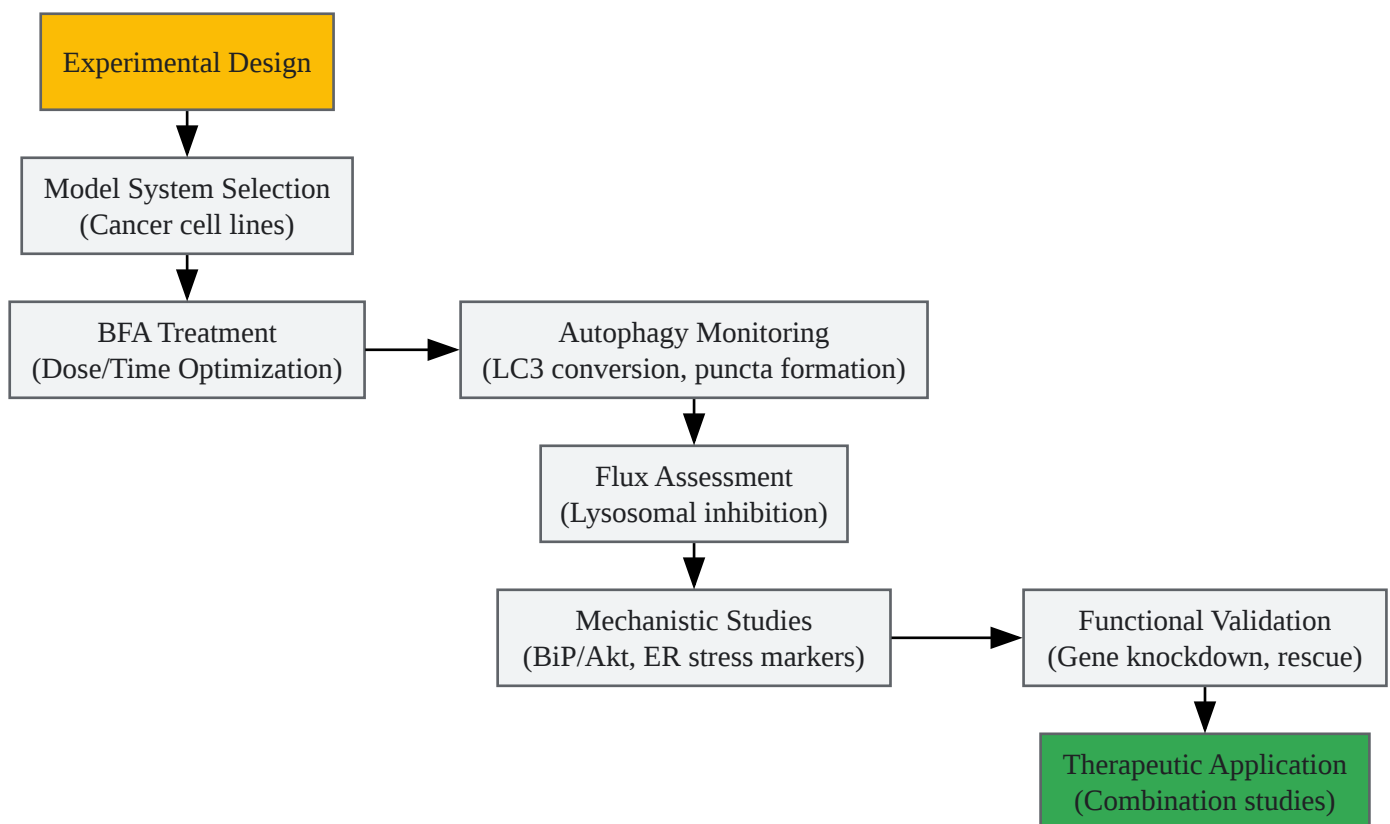 Experimental Design
Model System Selection
(Cancer cell lines)
BFA Treatment
(Dose/Time Optimization)
Autophagy Monitoring
(LC3 conversion, puncta formation)
Flux Assessment
(Lysosomal inhibition)
Mechanistic Studies
(BiP/Akt, ER stress markers)
Functional Validation
(Gene knockdown, rescue)
Therapeutic Application
(Combination studies)